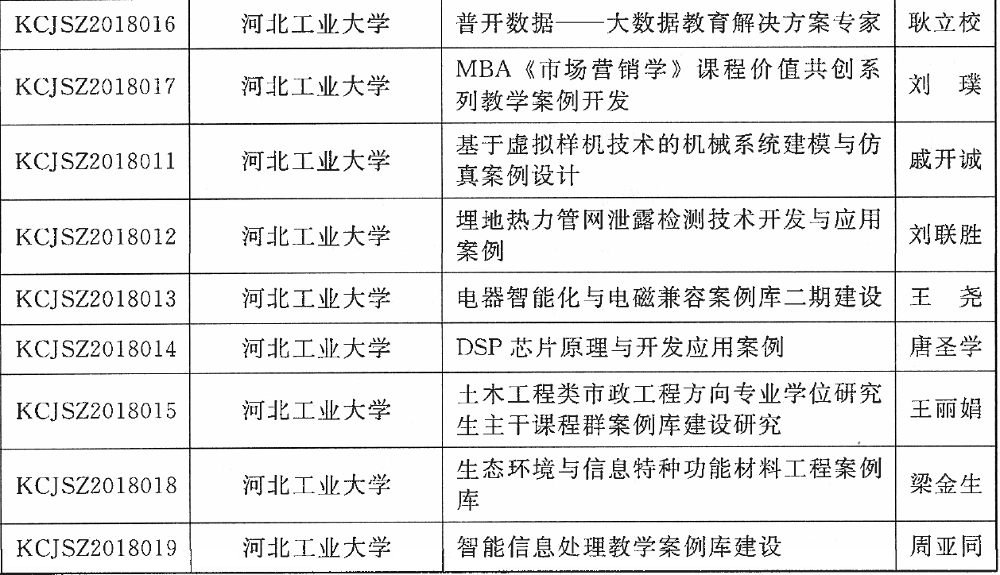 KCJSZ2018016 河北工业大学 普开数据——大数据教育解决方案专家 耿立校
KCJSZ2018017 河北工业大学 MBA《市场营销学》课程价值共创系
列教学案例开发 刘 璞
KCJSZ2018011 河北工业大学 基于虚拟样机技术的机械系统建模与仿
真案例设计 戚开诚
KCJSZ2018012 河北工业大学 埋地热力管网泄露检测技术开发与应用
案例 刘联胜
KCJSZ2018013 河北工业大学 电器智能化与电磁兼容案例库二期建设 王 尧
KCJSZ2018014 河北工业大学 DSP 芯片原理与开发应用案例 唐圣学
KCJSZ2018015 河北工业大学 土木工程类市政工程方向专业学位研究
生主干课程群案例库建设研究 王丽娟
KCJSZ2018018 河北工业大学 生态环境与信息特种功能材料工程案例
库 梁金生
KCJSZ2018019 河北工业大学 智能信息处理教学案例库建设 周亚同